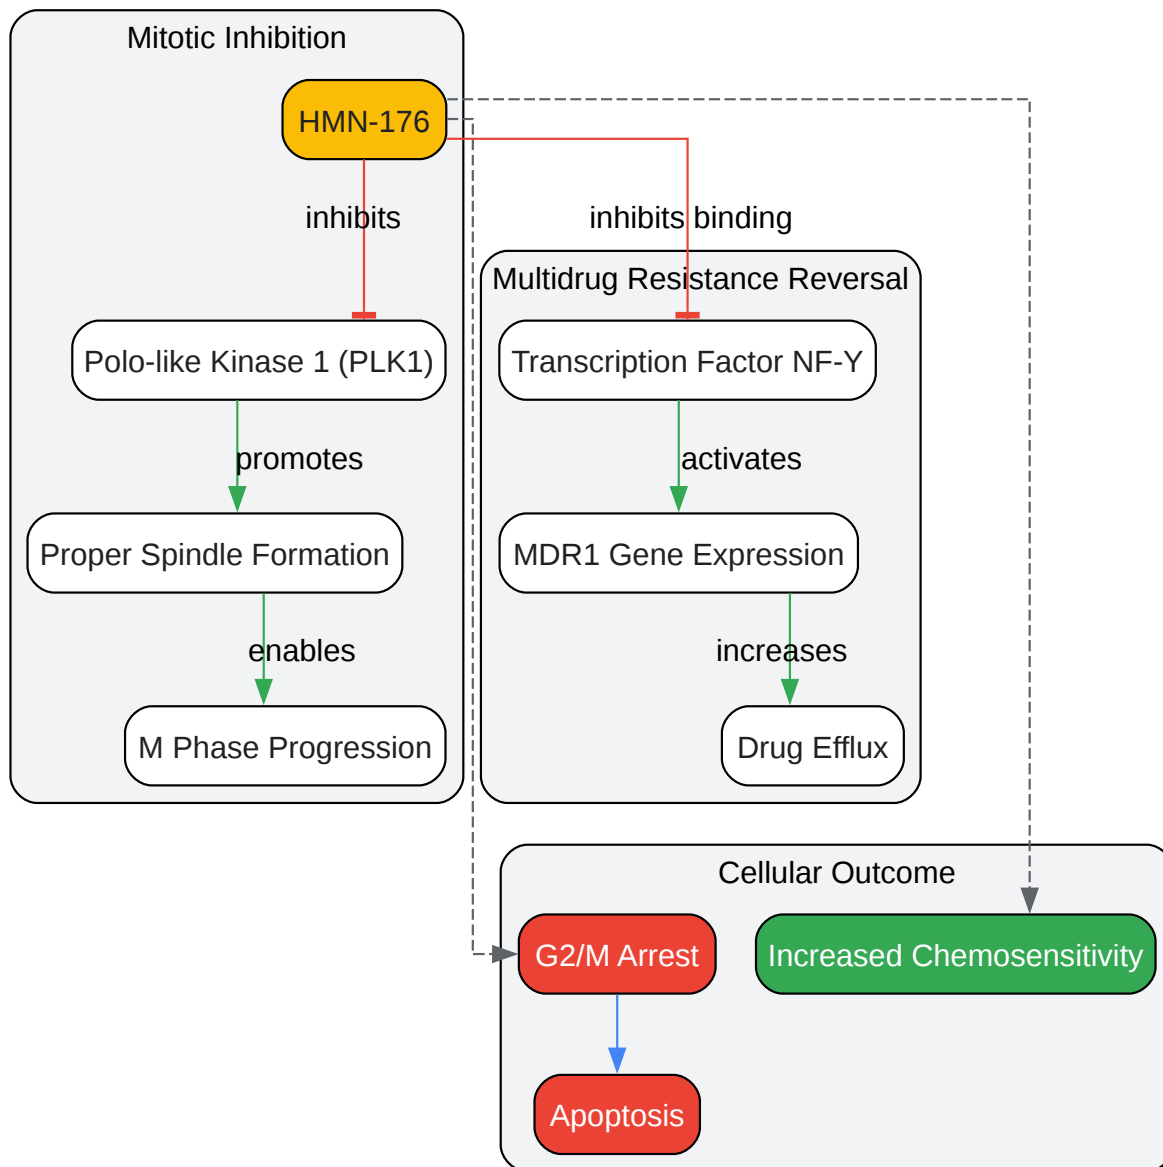 Mitotic Inhibition
HMN-176
inhibits
inhibits binding
Multidrug Resistance Reversal
Polo-like Kinase 1 (PLK1)
Transcription Factor NF-Y
promotes
activates
Proper Spindle Formation
MDR1 Gene Expression
enables
increases
M Phase Progression
Drug Efflux
Cellular Outcome
G2/M Arrest
Increased Chemosensitivity
Apoptosis